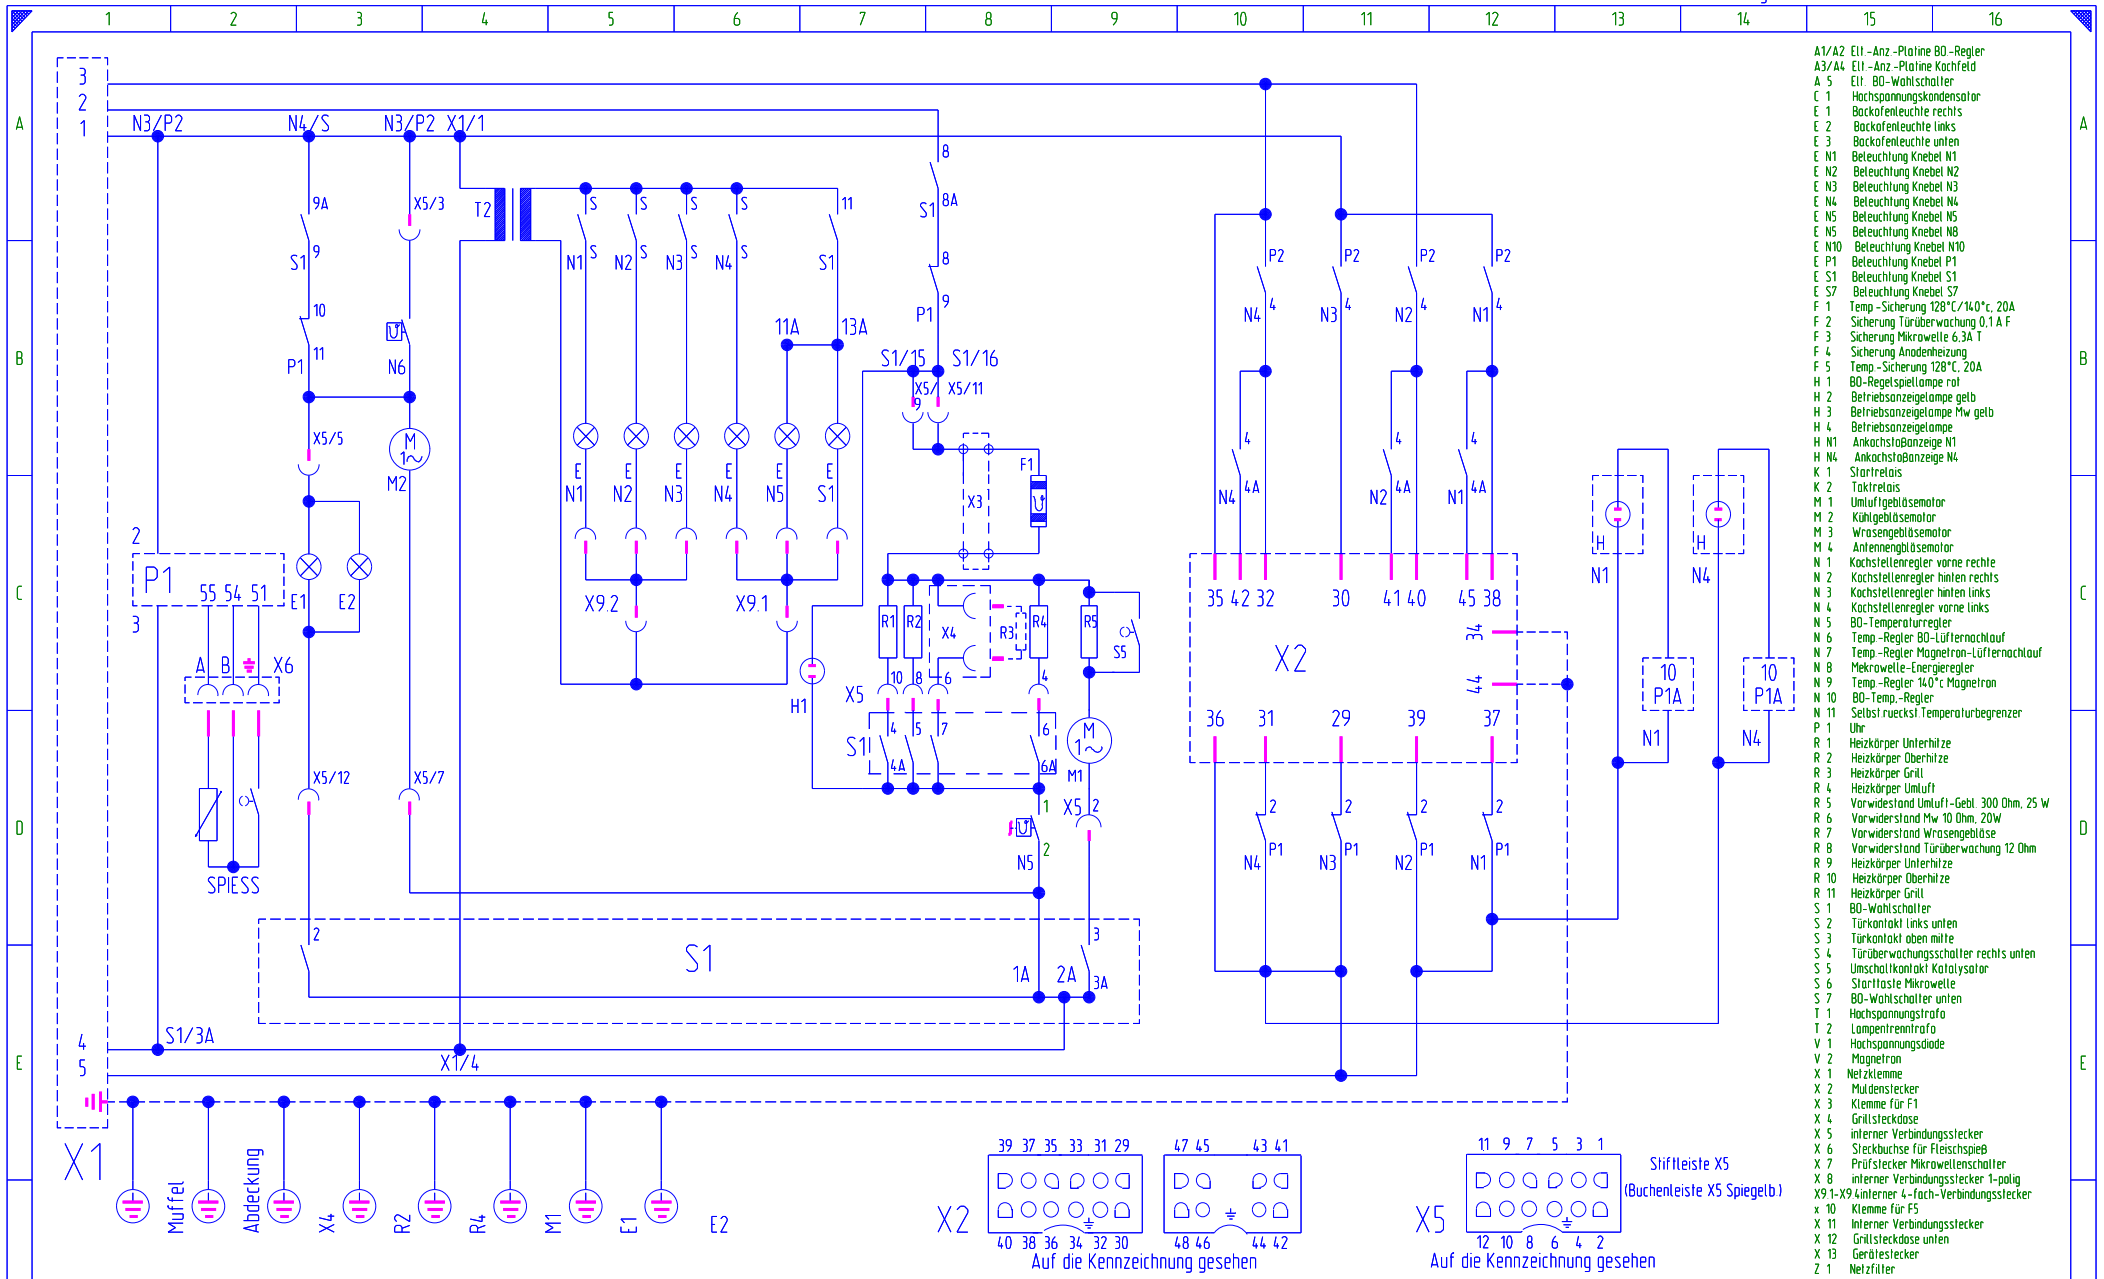 1 2 3 4 5 6 7 8 9 10 11 12 13 14 15 16
A
B
C
D
E
A
B
C
D
E
3
2
1
N3/P2
N4/S
N3/P2
X1/1
9A
9
S1
10
11
P1
X5/3
N6
X5/5
M
1~
M2
2
P1
55 54 51
3
E1
E2
A B X6
SPIESS
X5/12
X5/7
T2
S
S
N1
S
S
N2
S
S
N3
S
S
N4
11
S1
11A
13A
E N1
E N2
E N3
E N4
E N5
E S1
X9.2
X9.1
8
8A
S1
8
9
P1
S1/15
S1/16
X5/9
X5/11
X3
F1
R1
R2
X4
R3
R4
R5
S5
H1
X5
10
8
6
4
S1
4
4A
5
7
6
6A
M
1~
M1
X5 2
1
2
N5
2
S1
1A
2A
3
3A
P2
4
N4
P2
4
N3
P2
4
N2
P2
4
N1
4
4A
N4
4
4A
N2
4
4A
N1
35 42 32 30 41 40 45 38
34
X2
44
36 31 29 39 37
2
P1
N4
2
P1
N3
2
P1
N2
2
P1
N1
H
N1
H
N4
10
P1A
N1
10
P1A
N4
4
5
S1/3A
X1/4
X1
Muffel
Abdeckung
X4
R2
R4
M1
E1
E2
X2
39 37 35 33 31 29
40 38 36 34 32 30
47 45 43 41
48 46 44 42
Auf die Kennzeichnung gesehen
X5
11 9 7 5 3 1
12 10 8 6 4 2
Auf die Kennzeichnung gesehen
Stiftleiste X5
(Buchenleiste X5 Spiegelb.)
A1/A2 Elt.-Anz.-Platine BO.-Regler
A3/A4 Elt.-Anz.-Platine Kochfeld
A 5 Elt. BO-Wahlschalter
C 1 Hochspannungskondensator
E 1 Backofenleuchte rechts
E 2 Backofenleuchte links
E 3 Backofenleuchte unten
E N1 Beleuchtung Knebel N1
E N2 Beleuchtung Knebel N2
E N3 Beleuchtung Knebel N3
E N4 Beleuchtung Knebel N4
E N5 Beleuchtung Knebel N5
E N5 Beleuchtung Knebel N8
E N10 Beleuchtung Knebel N10
E P1 Beleuchtung Knebel P1
E S1 Beleuchtung Knebel S1
E S7 Beleuchtung Knebel S7
F 1 Temp.-Sicherung 128°C/140°c, 20A
F 2 Sicherung Türüberwachung 0,1 A F
F 3 Sicherung Mikrowelle 6,3A T
F 4 Sicherung Anodenheizung
F 5 Temp.-Sicherung 128°C, 20A
H 1 BO-Regelspiellampe rot
H 2 Betriebsanzeigelampe gelb
H 3 Betriebsanzeigelampe Mw gelb
H 4 Betriebsanzeigelampe
H N1 Ankochstoßanzeige N1
H N4 Ankochstoßanzeige N4
K 1 Startrelais
K 2 Taktrelais
M 1 Umluftgebläsemotor
M 2 Kühlgebläsemotor
M 3 Wrasengebläsemotor
M 4 Antennengbläsemotor
N 1 Kochstellenregler vorne rechte
N 2 Kochstellenregler hinten rechts
N 3 Kochstellenregler hinten links
N 4 Kochstellenregler vorne links
N 5 BO-Temperaturregler
N 6 Temp.-Regler BO-Lüfternachlauf
N 7 Temp.-Regler Magnetron-Lüfternachlauf
N 8 Mekrowelle-Energieregler
N 9 Temp.-Regler 140°c Magnetron
N 10 BO-Temp.-Regler
N 11 Selbst.rueckst.Temperaturbegrenzer
P 1 Uhr
R 1 Heizkörper Unterhitze
R 2 Heizkörper Oberhitze
R 3 Heizkörper Grill
R 4 Heizkörper Umluft
R 5 Vorwidestand Umluft-Gebl. 300 Ohm, 25 W
R 6 Vorwiderstand Mw 10 Ohm, 20W
R 7 Vorwiderstand Wrasengebläse
R 8 Vorwiderstand Türüberwachung 12 Ohm
R 9 Heizkörper Unterhitze
R 10 Heizkörper Oberhitze
R 11 Heizkörper Grill
S 1 BO-Wahlschalter
S 2 Türkontakt links unten
S 3 Türkontakt oben mitte
S 4 Türüberwachungsschalter rechts unten
S 5 Umschaltkontakt Katalysator
S 6 Starttaste Mikrowelle
S 7 BO-Wahlschalter unten
T 1 Hochspannungstrafo
T 2 Lampentrenntrafo
V 1 Hochspannungsdiode
V 2 Magnetron
X 1 Netzklemme
X 2 Muldenstecker
X 3 Klemme für F1
X 4 Grillsteckdose
X 5 interner Verbindungsstecker
X 6 Steckbuchse für Fleischspieß
X 7 Prüfstecker Mikrowellenschalter
X 8 interner Verbindungsstecker 1-polig
X9.1-X9.4interner 4-fach-Verbindungsstecker
x 10 Klemme für F5
X 11 Interner Verbindungsstecker
X 12 Grillsteckdose unten
X 13 Gerätestecker
Z 1 Netzfilter